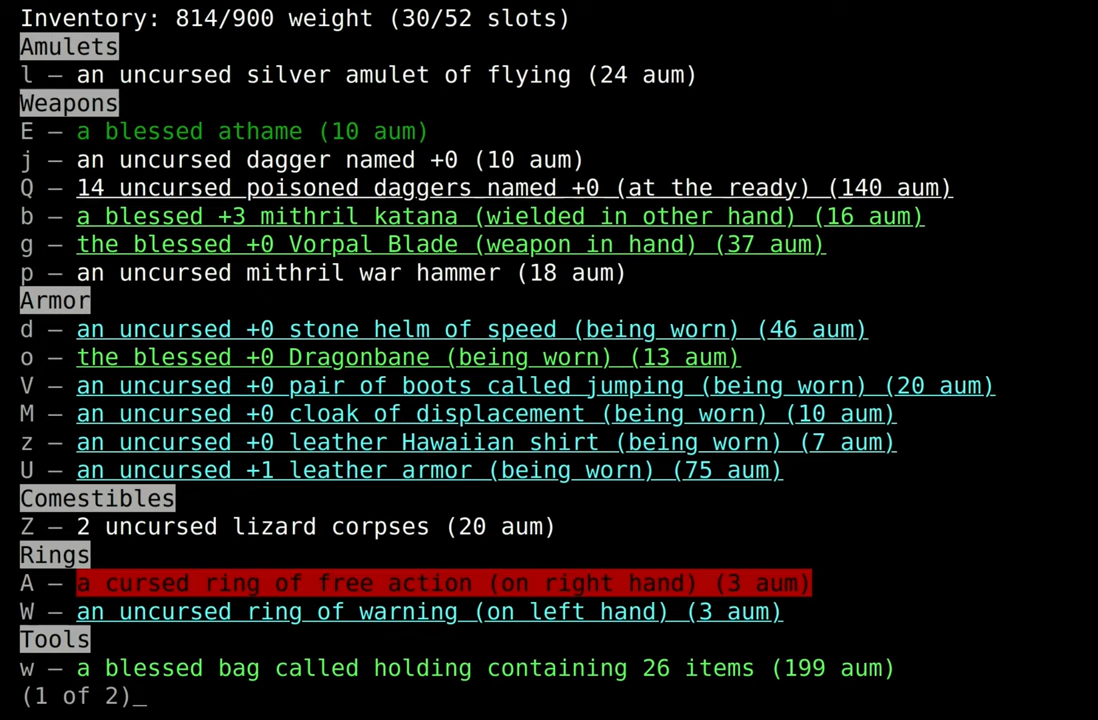 Inventory: 814/900 weight (30/52 slots)
Amulets
l – an uncursed silver amulet of flying (24 aum)
Weapons
E – a blessed athame (10 aum)
j – an uncursed dagger named +0 (10 aum)
Q – 14 uncursed poisoned daggers named +0 (at the ready) (140 aum)
b – a blessed +3 mithril katana (wielded in other hand) (16 aum)
g – the blessed +0 Vorpal Blade (weapon in hand) (37 aum)
p – an uncursed mithril war hammer (18 aum)
Armor
d – an uncursed +0 stone helm of speed (being worn) (46 aum)
o – the blessed +0 Dragonbane (being worn) (13 aum)
V – an uncursed +0 pair of boots called jumping (being worn) (20 aum)
M – an uncursed +0 cloak of displacement (being worn) (10 aum)
z – an uncursed +0 leather Hawaiian shirt (being worn) (7 aum)
U – an uncursed +1 leather armor (being worn) (75 aum)
Comestibles
Z – 2 uncursed lizard corpses (20 aum)
Rings
A – a cursed ring of free action (on right hand) (3 aum)
W – an uncursed ring of warning (on left hand) (3 aum)
Tools
w – a blessed bag called holding containing 26 items (199 aum)
(1 of 2)_